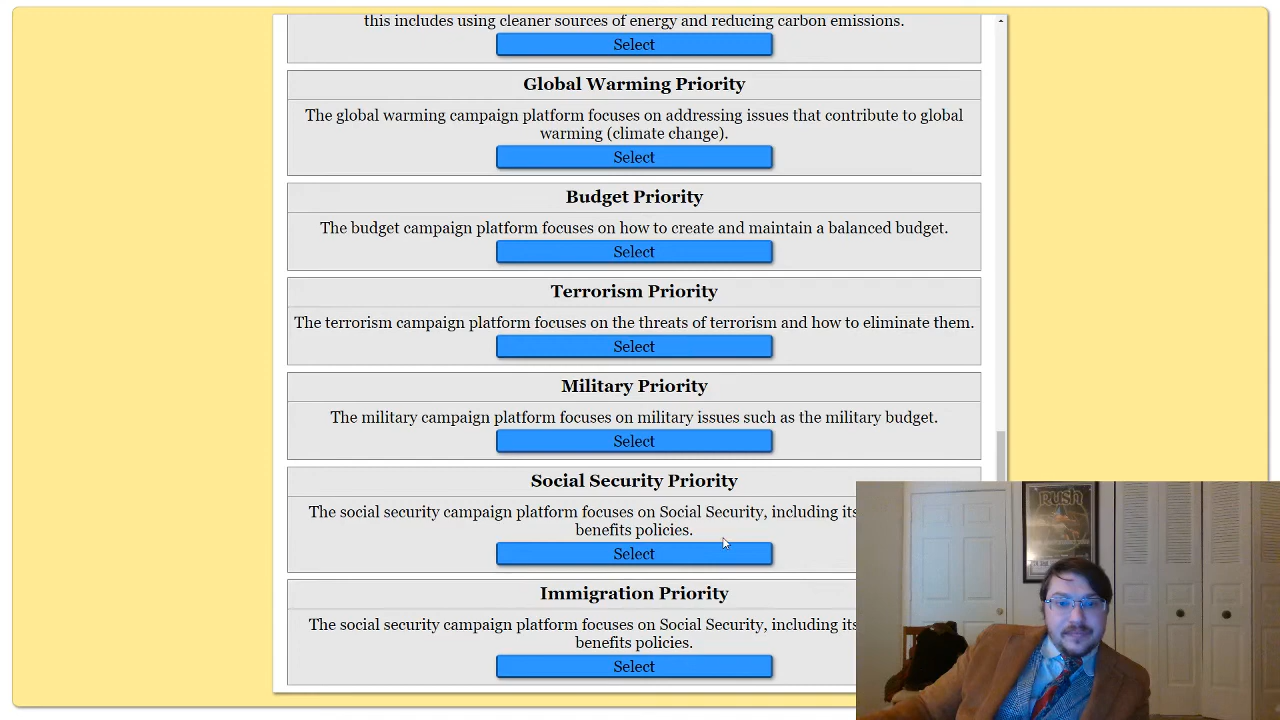 this includes using cleaner sources of energy and reducing carbon emissions.
Select
Global Warming Priority
The global warming campaign platform focuses on addressing issues that contribute to global
warming (climate change).
Select
Budget Priority
The budget campaign platform focuses on how to create and maintain a balanced budget.
Select
Terrorism Priority
The terrorism campaign platform focuses on the threats of terrorism and how to eliminate them.
Select
Military Priority
The military campaign platform focuses on military issues such as the military budget.
Select
Social Security Priority
The social security campaign platform focuses on Social Security, including its
benefits policies.
Select
Immigration Priority
The social security campaign platform focuses on Social Security, including its
benefits policies.
Select
RUSH